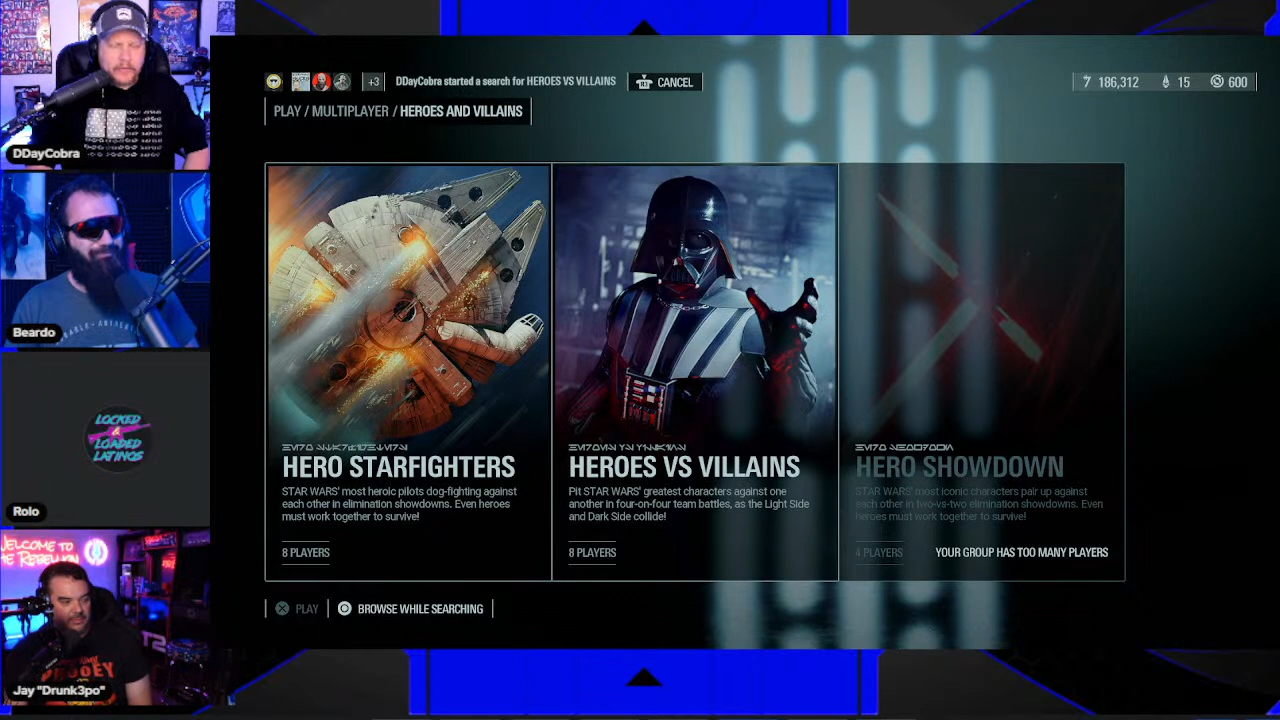 DDayCobra
Beardo
LOCKED
&
LOADED
LATINOS
Rolo
WELCOME TO
THE REBELLION
Jay "Drunk3po"
+3
DDayCobra started a search for HEROES VS VILLAINS
CANCEL
186,312
15
600
PLAY / MULTIPLAYER / HEROES AND VILLAINS
HERO STARFIGHTERS
STAR WARS' most heroic pilots dog-fighting against
each other in elimination showdowns. Even heroes
must work together to survive!
8 PLAYERS
HEROES VS VILLAINS
Pit STAR WARS' greatest characters against one
another in four-on-four team battles, as the Light Side
and Dark Side collide!
8 PLAYERS
HERO SHOWDOWN
STAR WARS' most iconic characters pair up against
each other in two-vs-two elimination showdowns. Even
heroes must work together to survive!
4 PLAYERS
YOUR GROUP HAS TOO MANY PLAYERS
PLAY
BROWSE WHILE SEARCHING